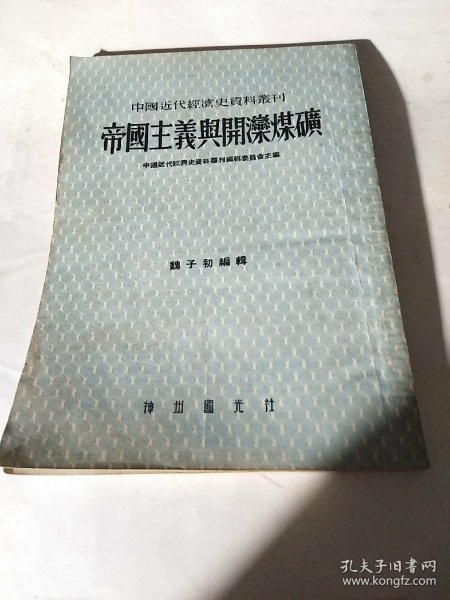 中國近代經濟史資料叢刊
帝國主義與開灤煤礦
中國近代經濟史資料叢刊編輯委員會主編
魏子初編輯
神州國光社
孔夫子旧书网
www.kongfz.com